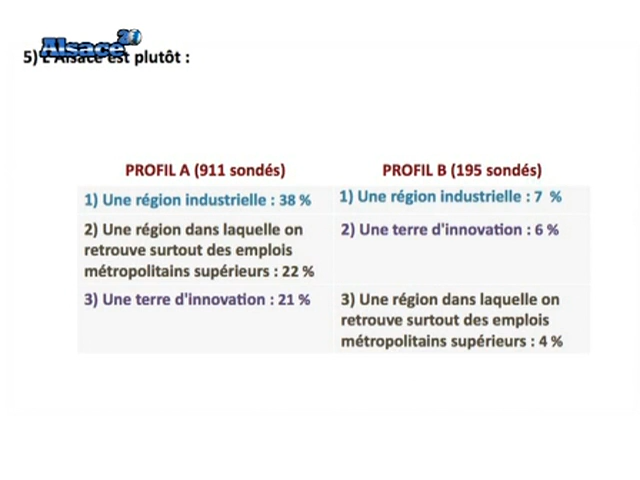 Alsace 20
5) L'Alsace est plutôt :
PROFIL A (911 sondés)
PROFIL B (195 sondés)
1) Une région industrielle : 38 %
1) Une région industrielle : 7 %
2) Une région dans laquelle on
retrouve surtout des emplois
métropolitains supérieurs : 22 %
2) Une terre d'innovation : 6 %
3) Une terre d'innovation : 21 %
3) Une région dans laquelle on
retrouve surtout des emplois
métropolitains supérieurs : 4 %